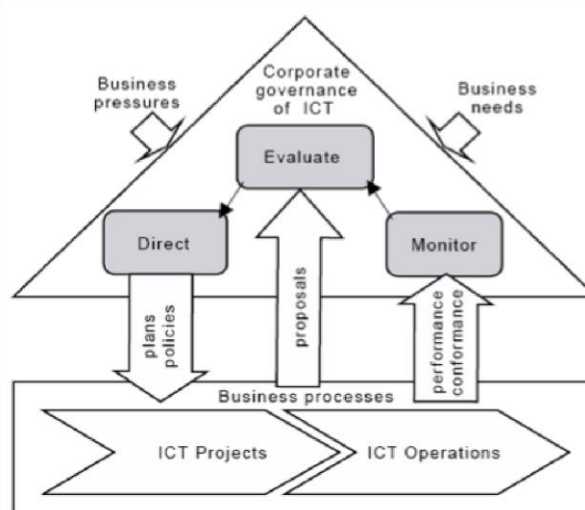 Business
pressures
Corporate
governance
of ICT
Business
needs
Evaluate
Direct
Monitor
plans
policies
proposals
performance
conformance
Business processes
ICT Projects
ICT Operations